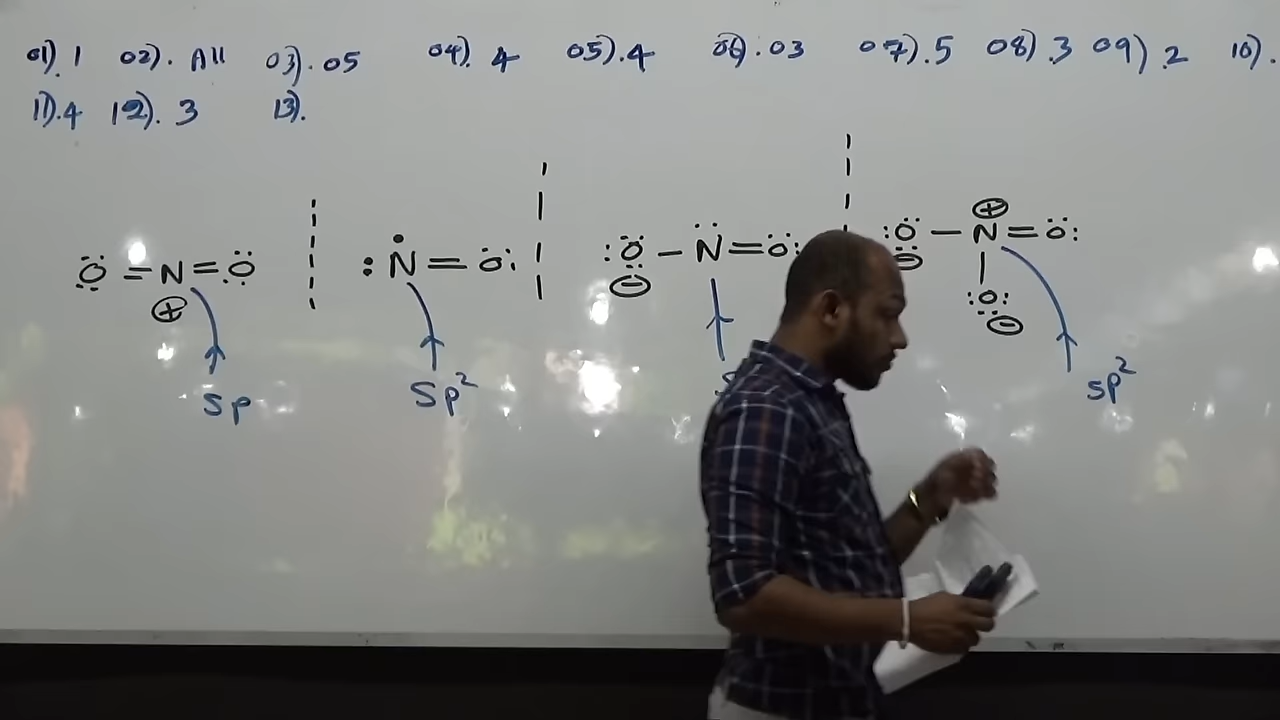 01). 1 02). All 03). 05 04). 4 05). 4 06). 03 07). 5 08). 3 09) .2 10).
11). 4 12). 3 13).
:Ö - N = Ö:
⊖ ⊕ ⊖
Ö = N = Ö :Ṅ = Ö: :Ö - N̈ = Ö: :Ö:
⊕ ⊖
sp sp² s sp²